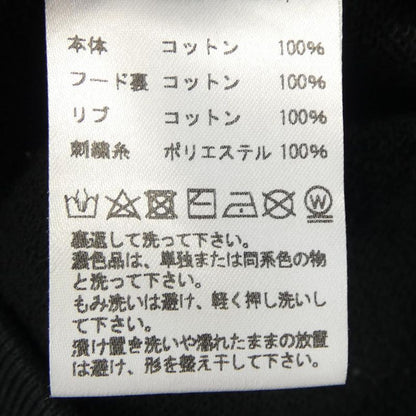 本体 コットン 100%
フード裏 コットン 100%
リブ コットン 100%
刺繍糸 ポリエステル 100%
W
裏返して洗って下さい。
濃色品は、単独または同系色の物
と洗って下さい。
もみ洗いは避け、軽く押し洗いし
て下さい。
漬け置き洗いや濡れたままの放置
は避け、形を整え干して下さい。